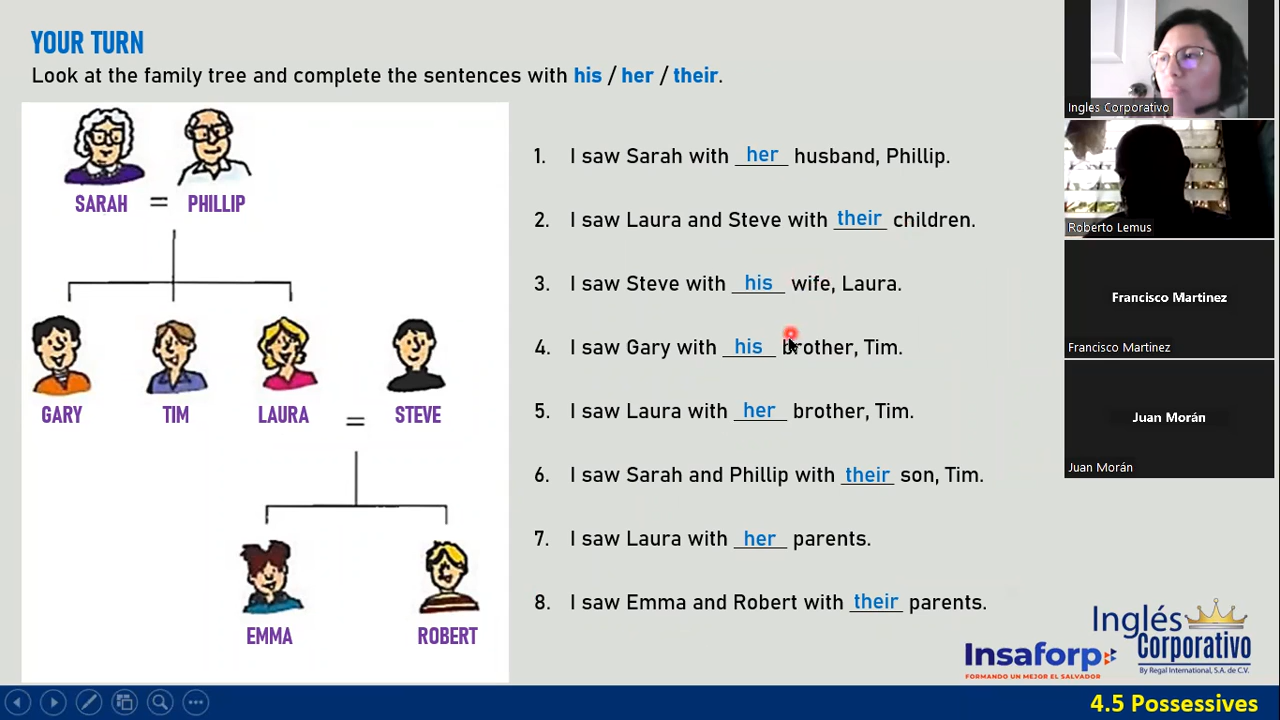 YOUR TURN
Look at the family tree and complete the sentences with his / her / their.
SARAH = PHILLIP
GARY TIM LAURA = STEVE
EMMA ROBERT
1. I saw Sarah with her husband, Phillip.
2. I saw Laura and Steve with their children.
3. I saw Steve with his wife, Laura.
4. I saw Gary with his brother, Tim.
5. I saw Laura with her brother, Tim.
6. I saw Sarah and Phillip with their son, Tim.
7. I saw Laura with her parents.
8. I saw Emma and Robert with their parents.
Ingles Corporativo
Roberto Lemus
Francisco Martinez
Francisco Martinez
Juan Morán
Juan Morán
Insaforp
FORMANDO UN MEJOR EL SALVADOR
Inglés
Corporativo
By Regal International, S.A. de C.V.
4.5 Possessives